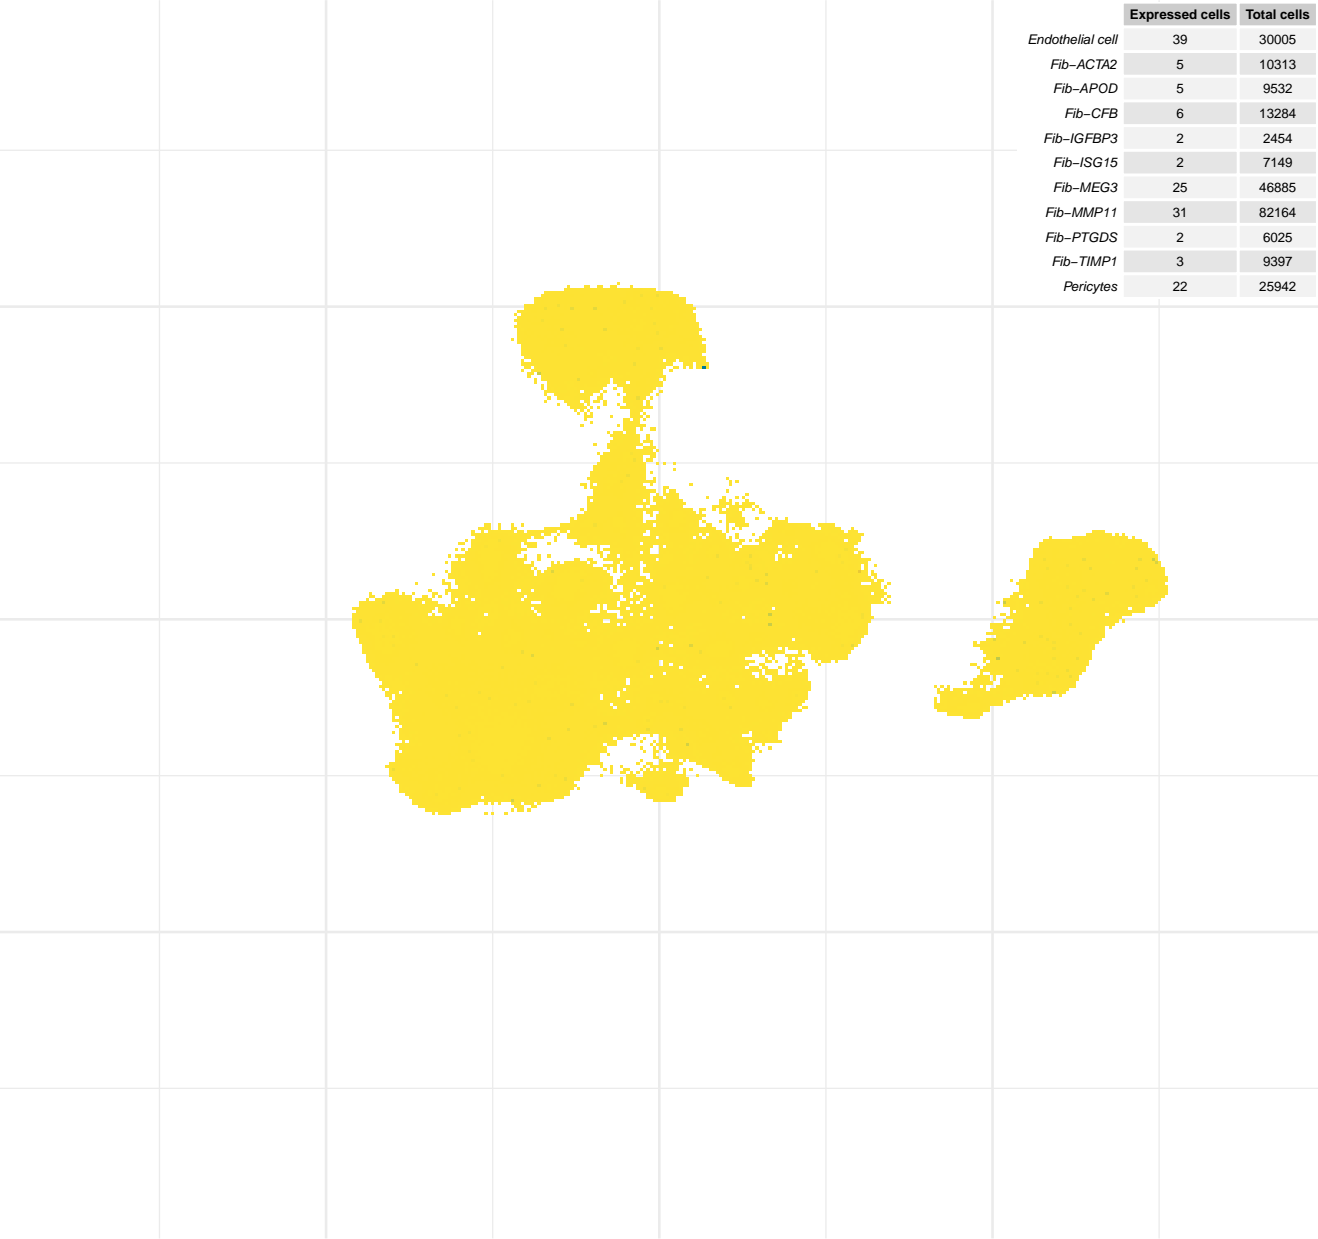 Expressed cells Total cells
Endothelial cell 39 30005
Fib−ACTA2 5 10313
Fib−APOD 5 9532
Fib−CFB 6 13284
Fib−IGFBP3 2 2454
Fib−ISG15 2 7149
Fib−MEG3 25 46885
Fib−MMP11 31 82164
Fib−PTGDS 2 6025
Fib−TIMP1 3 9397
Pericytes 22 25942